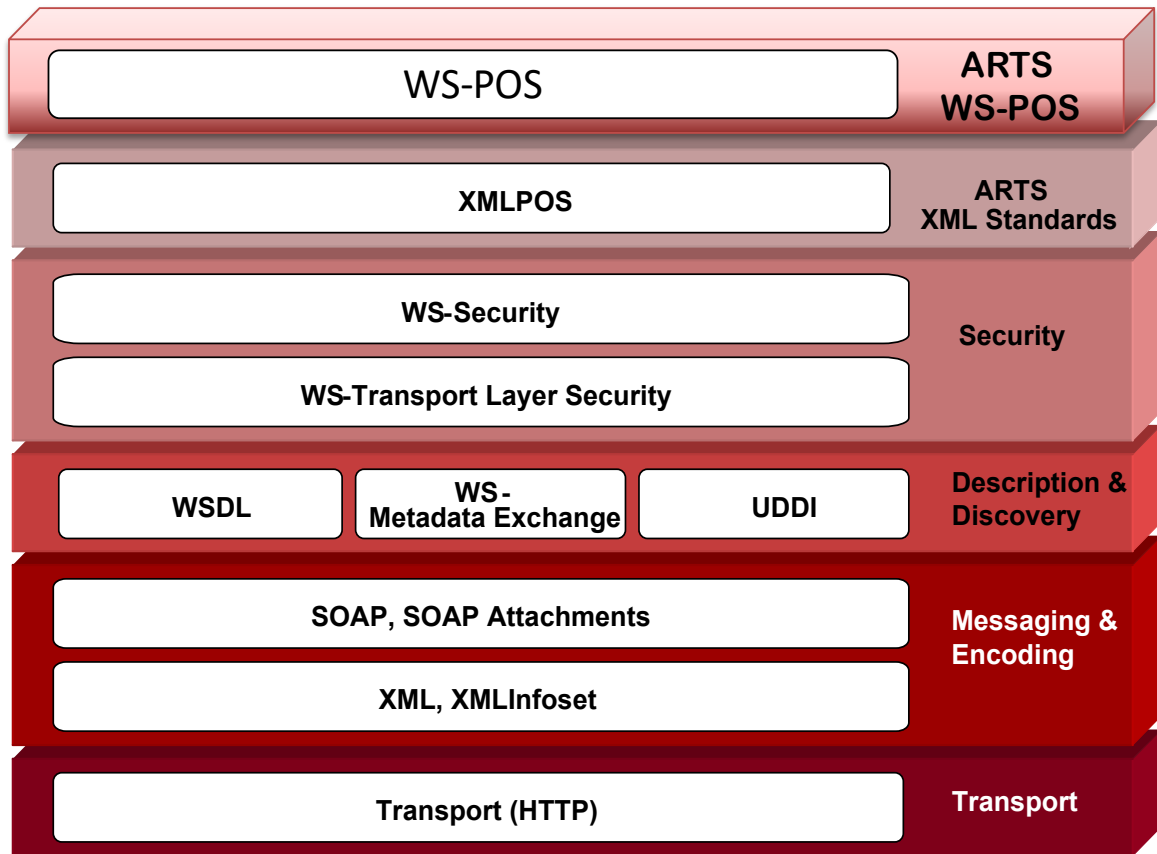 WS-POS
ARTS
WS-POS
XMLPOS
ARTS
XML Standards
WS-Security
WS-Transport Layer Security
Security
WSDL
WS-
Metadata Exchange
UDDI
Description &
Discovery
SOAP, SOAP Attachments
XML, XMLInfoset
Messaging &
Encoding
Transport (HTTP)
Transport